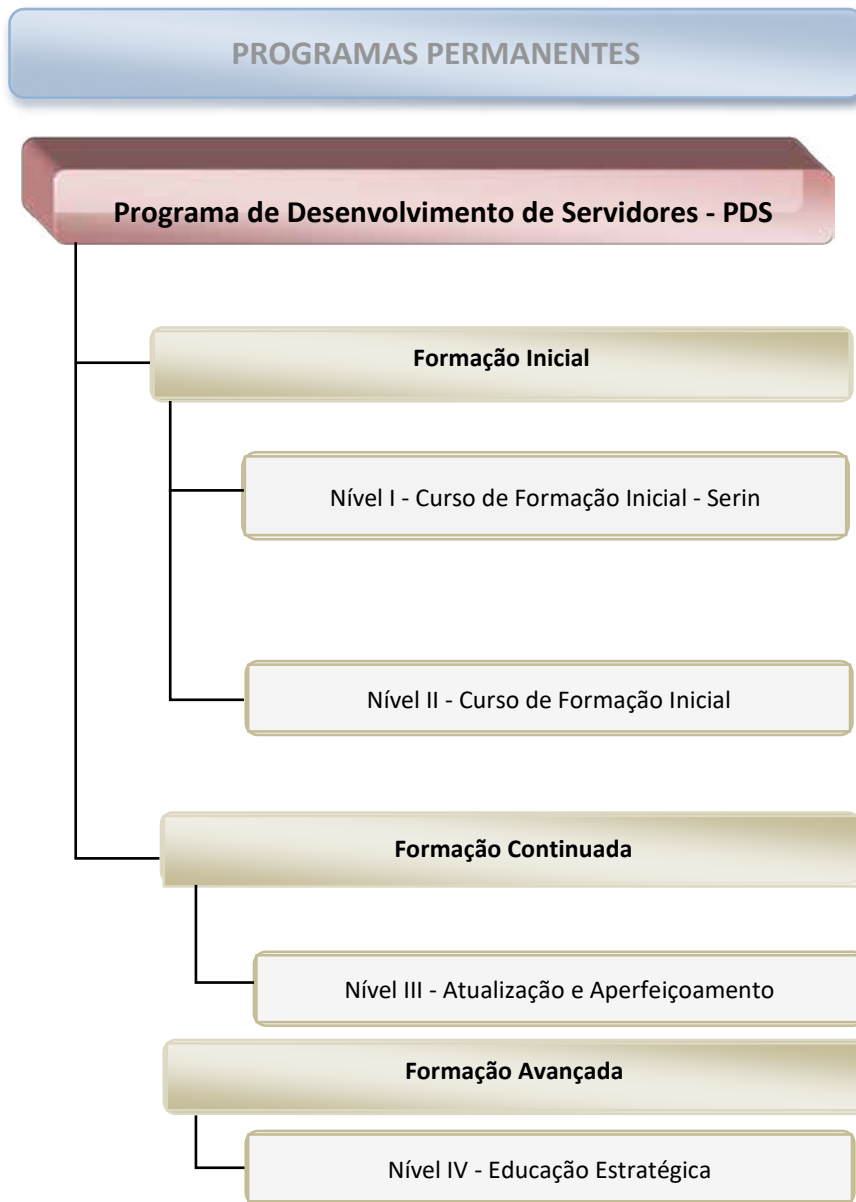 PROGRAMAS PERMANENTES
Programa de Desenvolvimento de Servidores - PDS
Formação Inicial
Nível I - Curso de Formação Inicial - Serin
Nível II - Curso de Formação Inicial
Formação Continuada
Nível III - Atualização e Aperfeiçoamento
Formação Avançada
Nível IV - Educação Estratégica